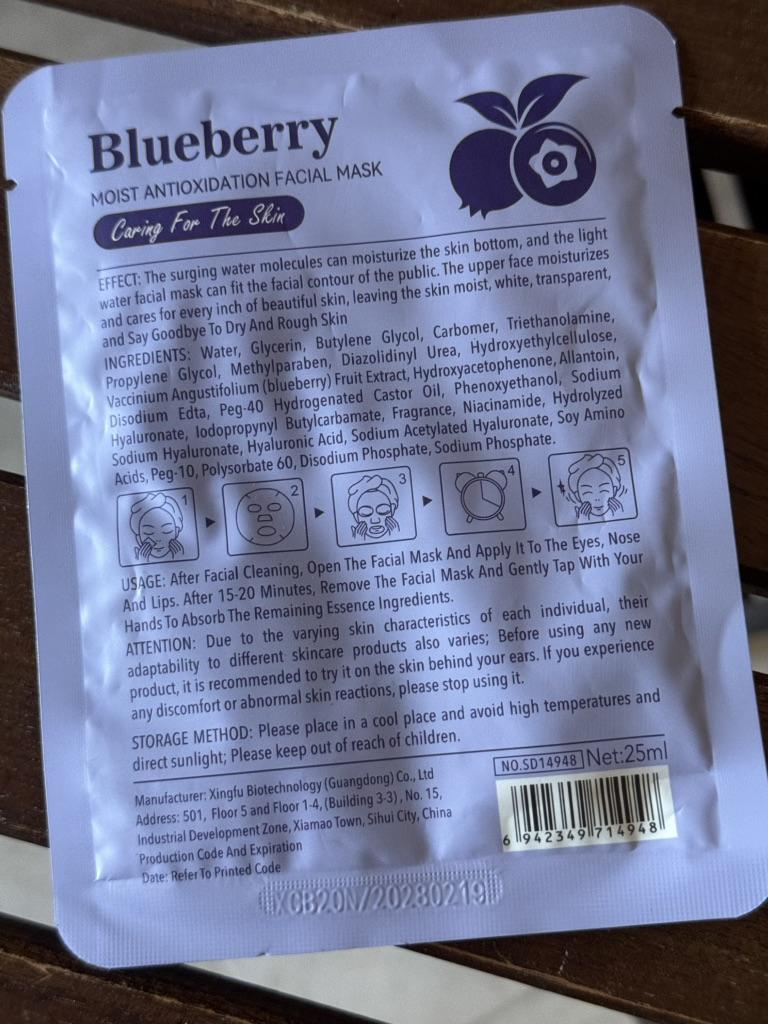 Blueberry
MOIST ANTIOXIDATION FACIAL MASK
Caring For The Skin
EFFECT: The surging water molecules can moisturize the skin bottom, and the light
water facial mask can fit the facial contour of the public. The upper face moisturizes
and cares for every inch of beautiful skin, leaving the skin moist, white, transparent,
and Say Goodbye To Dry And Rough Skin
INGREDIENTS: Water, Glycerin, Butylene Glycol, Carbomer, Triethanolamine,
Propylene Glycol, Methylparaben, Diazolidinyl Urea, Hydroxyethylcellulose,
Vaccinium Angustifolium (blueberry) Fruit Extract, Hydroxyacetophenone, Allantoin,
Disodium Edta, Peg-40 Hydrogenated Castor Oil, Phenoxyethanol, Sodium
Hyaluronate, Iodopropynyl Butylcarbamate, Fragrance, Niacinamide, Hydrolyzed
Sodium Hyaluronate, Hyaluronic Acid, Sodium Acetylated Hyaluronate, Soy Amino
Acids, Peg-10, Polysorbate 60, Disodium Phosphate, Sodium Phosphate.
1
2
3
4
5
USAGE: After Facial Cleaning, Open The Facial Mask And Apply It To The Eyes, Nose
And Lips. After 15-20 Minutes, Remove The Facial Mask And Gently Tap With Your
Hands To Absorb The Remaining Essence Ingredients.
ATTENTION: Due to the varying skin characteristics of each individual, their
adaptability to different skincare products also varies; Before using any new
product, it is recommended to try it on the skin behind your ears. If you experience
any discomfort or abnormal skin reactions, please stop using it.
STORAGE METHOD: Please place in a cool place and avoid high temperatures and
direct sunlight; Please keep out of reach of children.
Manufacturer: Xingfu Biotechnology (Guangdong) Co., Ltd
Address: 501, Floor 5 and Floor 1-4, (Building 3-3) , No. 15,
Industrial Development Zone, Xiamao Town, Sihui City, China
Production Code And Expiration
Date: Refer To Printed Code
NO.SD14948 Net:25ml
6 942349 714948
XCB20N/20280219